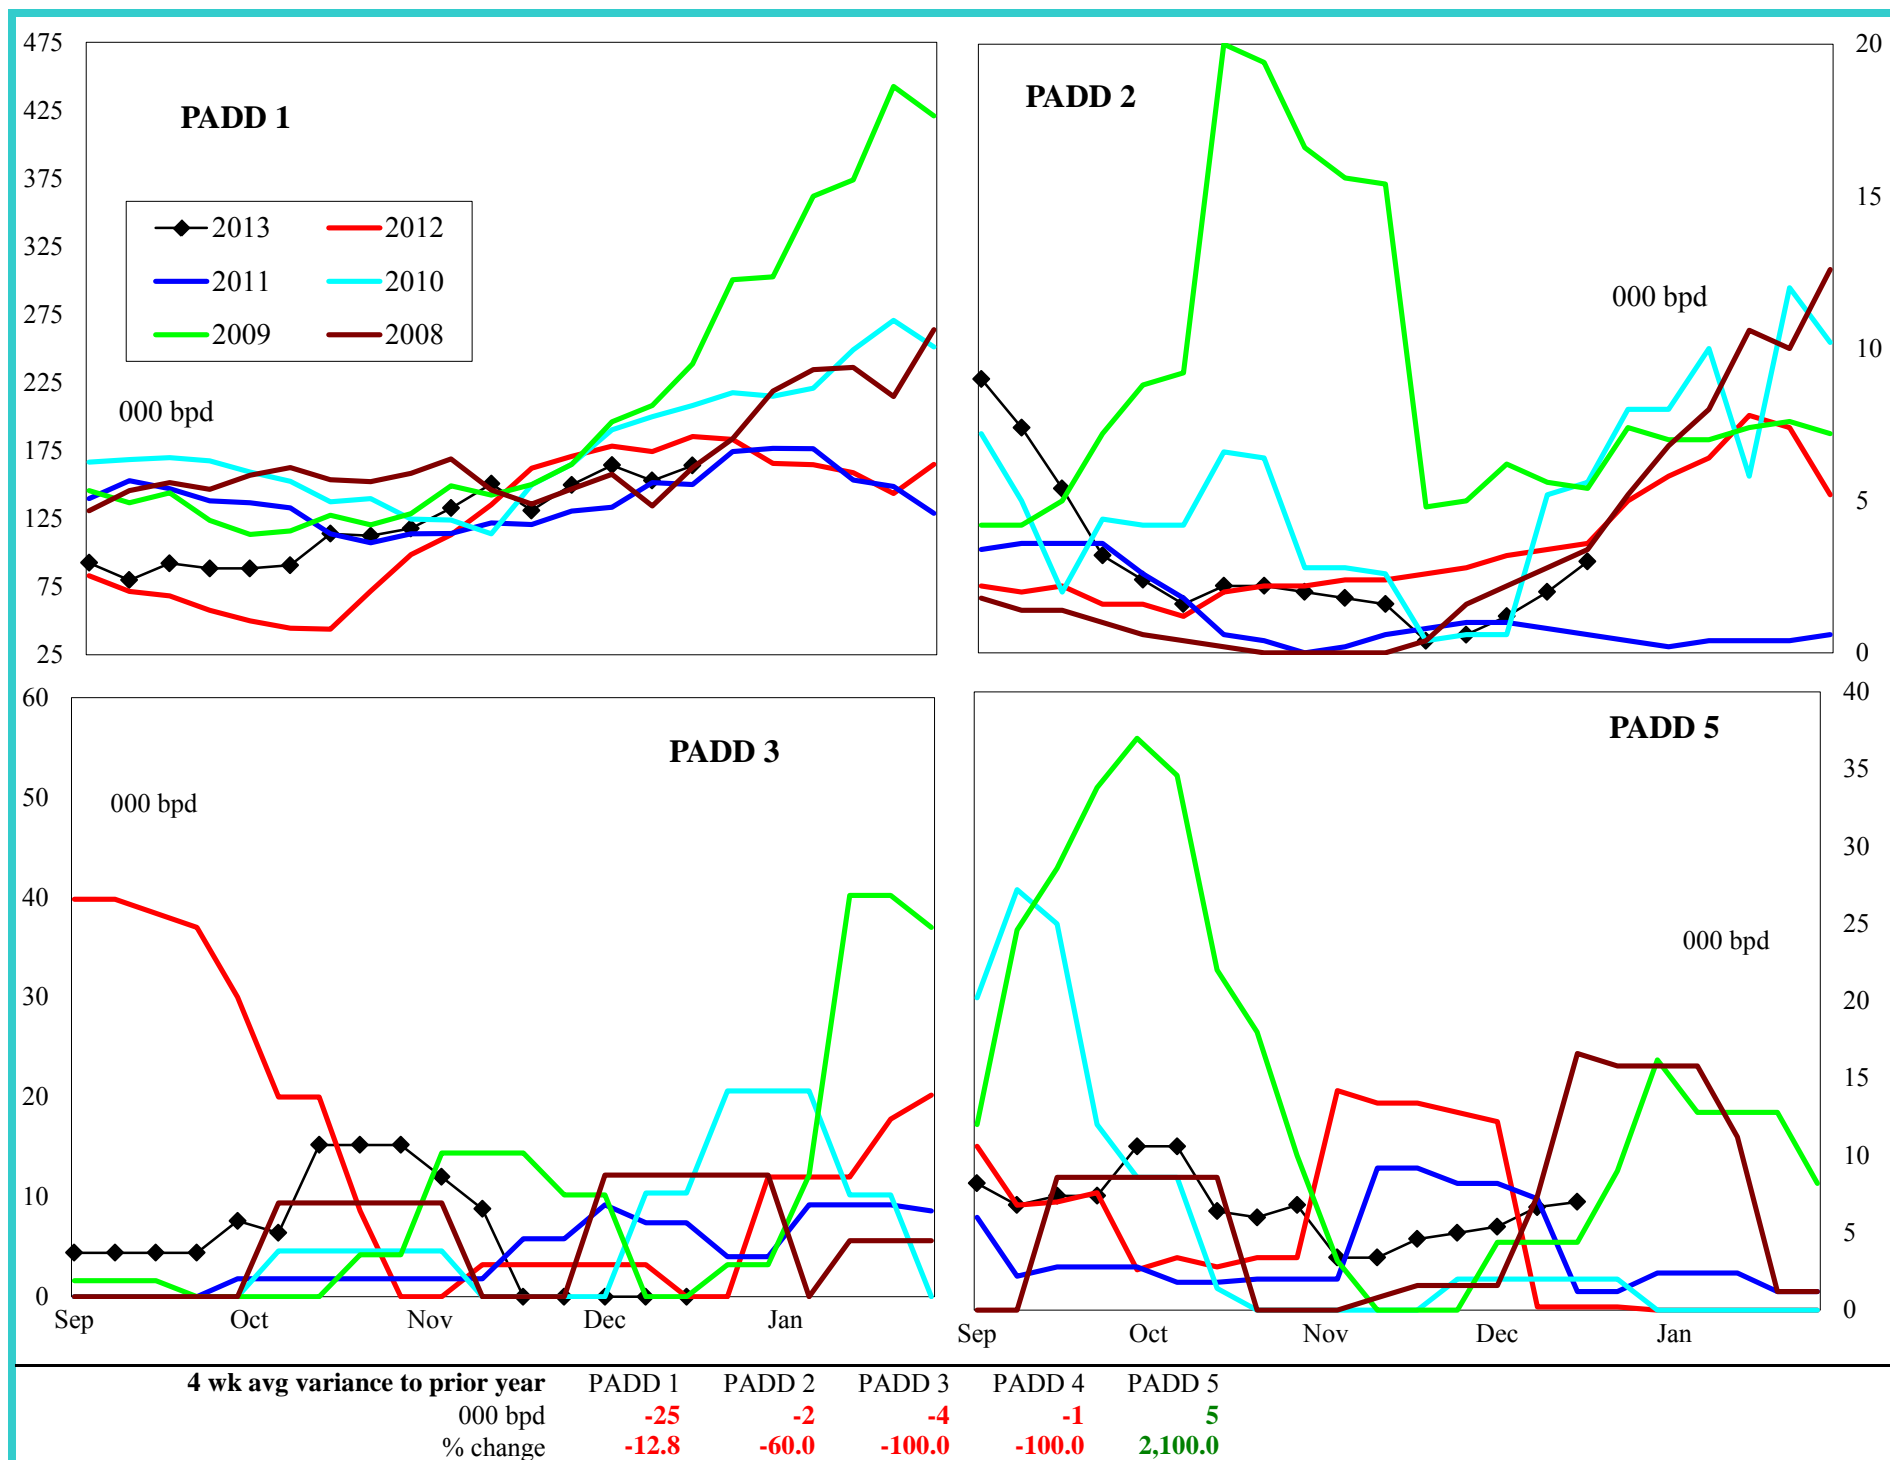 475
425
375
325
275
225
175
125
75
25
PADD 1
2013 2012
2011 2010
2009 2008
000 bpd
PADD 2
000 bpd
20
15
10
5
0
60
50
40
30
20
10
0
PADD 3
000 bpd
Sep Oct Nov Dec Jan
PADD 5
000 bpd
40
35
30
25
20
15
10
5
0
Sep Oct Nov Dec Jan
4 wk avg variance to prior year PADD 1 PADD 2 PADD 3 PADD 4 PADD 5
000 bpd -25 -2 -4 -1 5
% change -12.8 -60.0 -100.0 -100.0 2,100.0